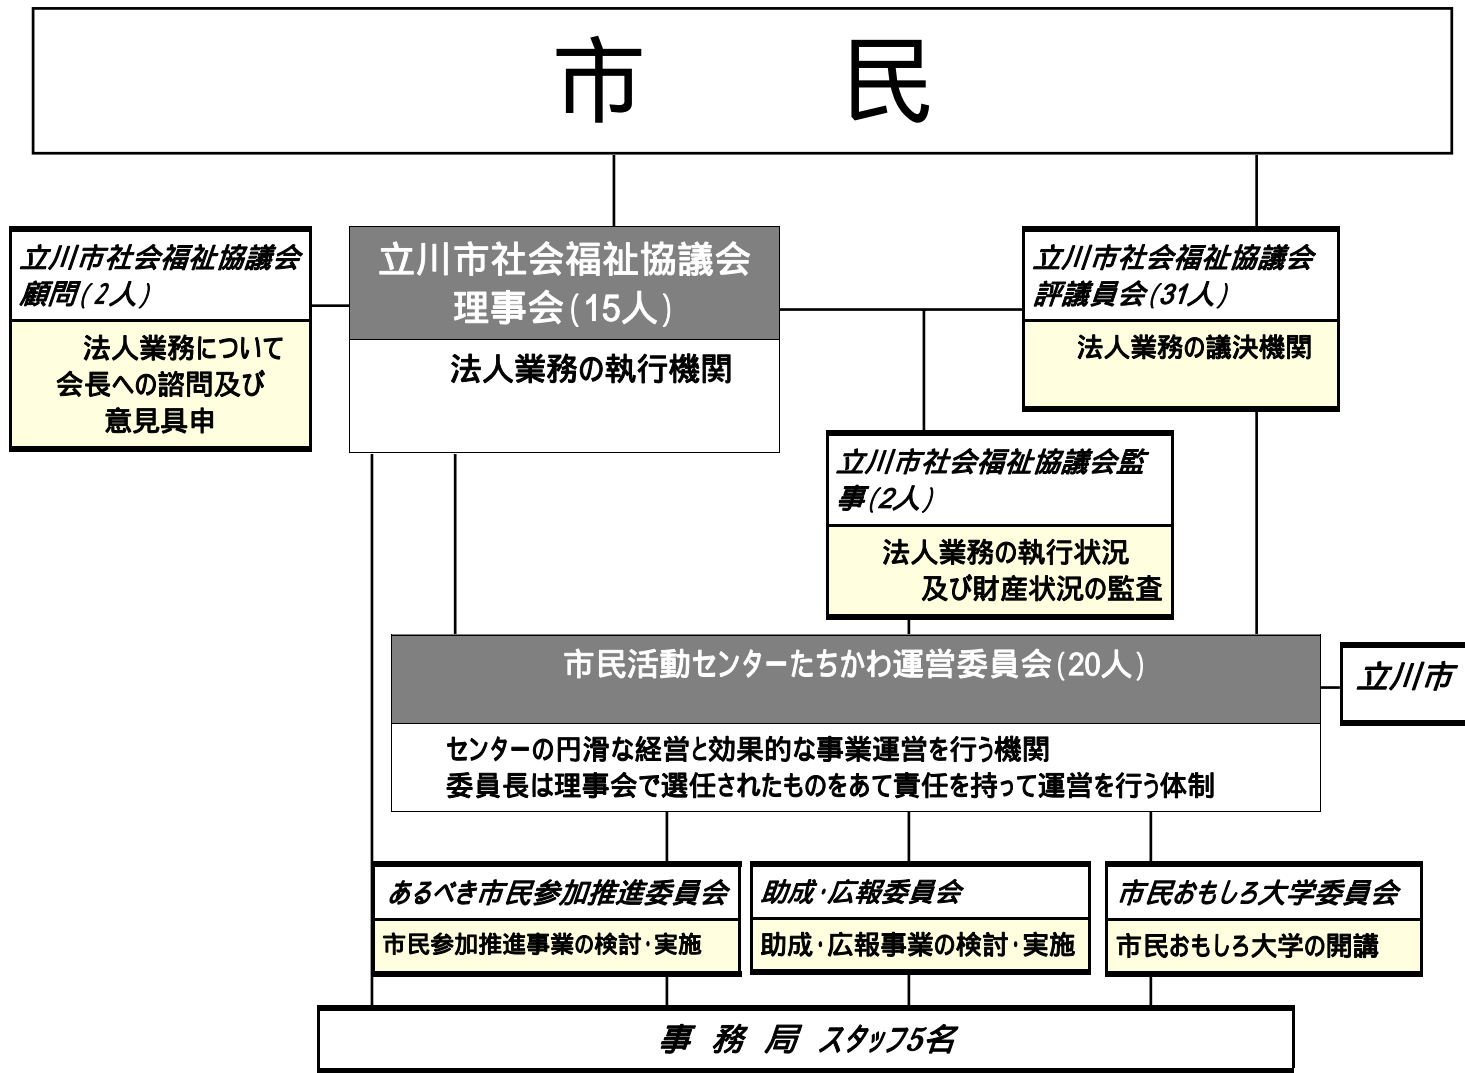 市　民
立川市社会福祉協議会
顧問(2人)
法人業務について
会長への諮問及び
意見具申
立川市社会福祉協議会
理事会(15人)
法人業務の執行機関
立川市社会福祉協議会
評議員会(31人)
法人業務の議決機関
立川市社会福祉協議会監
事(2人)
法人業務の執行状況
及び財産状況の監査
市民活動センターたちかわ運営委員会(20人)
センターの円滑な経営と効果的な事業運営を行う機関
委員長は理事会で選任されたものをあて責任を持って運営を行う体制
立川市
あるべき市民参加推進委員会
市民参加推進事業の検討·実施
助成·広報委員会
助成·広報事業の検討·実施
市民おもしろ大学委員会
市民おもしろ大学の開講
事　務　局　スタッフ5名